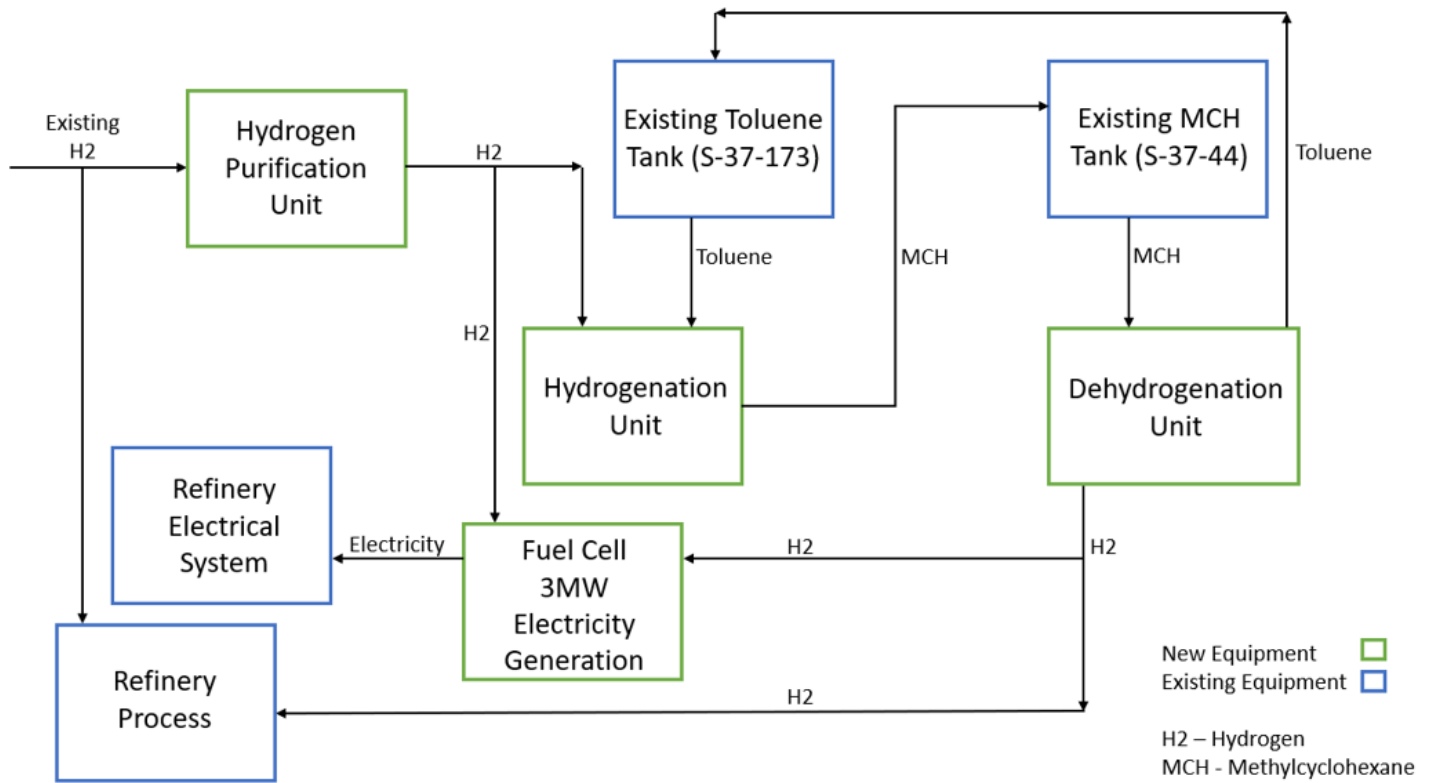 Existing
H2
Hydrogen
Purification
Unit
H2
Existing Toluene
Tank (S-37-173)
Existing MCH
Tank (S-37-44)
Toluene
Toluene
MCH
MCH
H2
Hydrogenation
Unit
Dehydrogenation
Unit
Refinery
Electrical
System
Electricity
Fuel Cell
3MW
Electricity
Generation
H2
H2
Refinery
Process
H2
New Equipment
Existing Equipment
H2 – Hydrogen
MCH - Methylcyclohexane